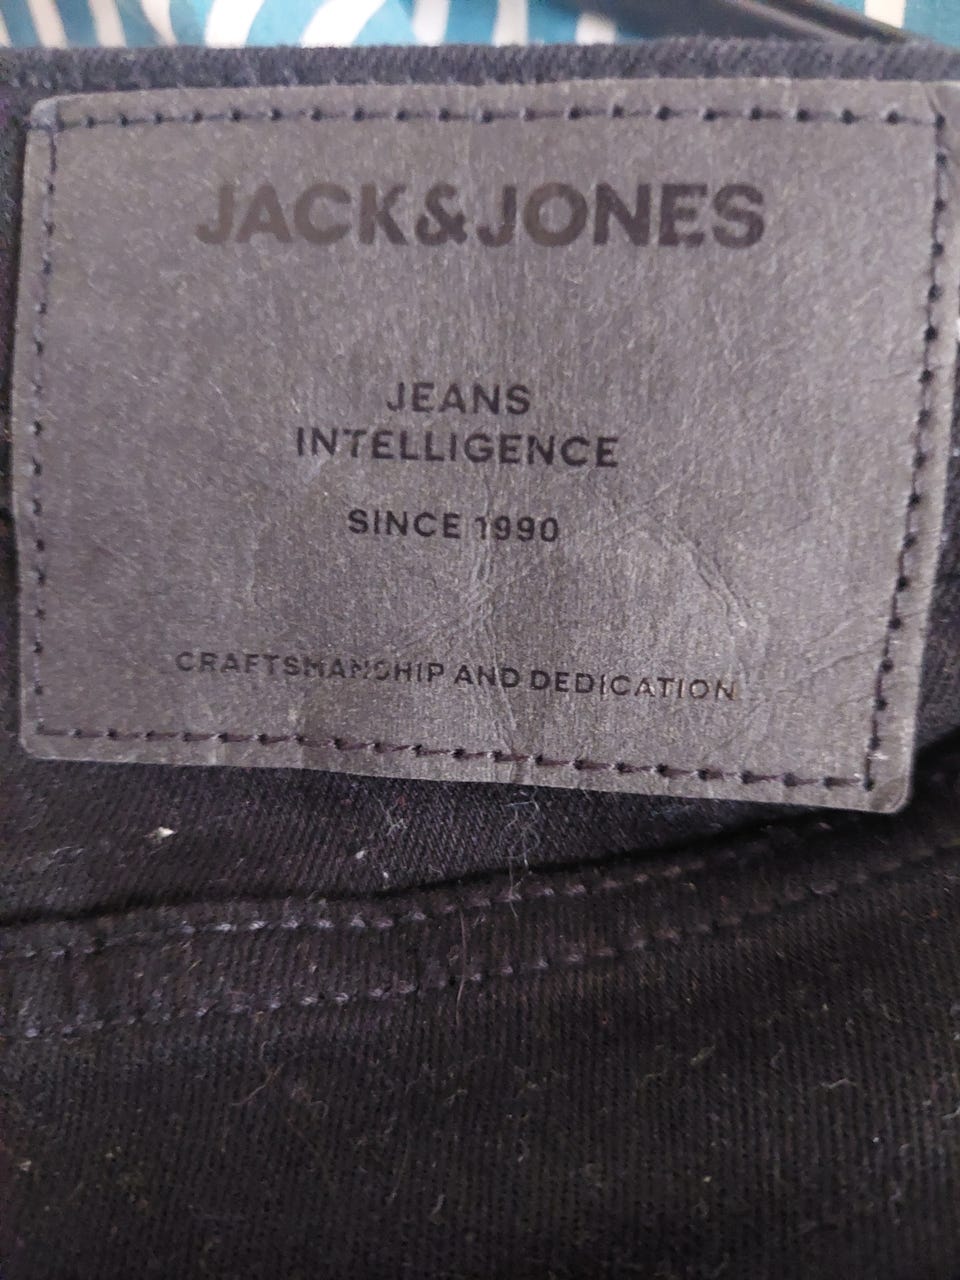 JACK&JONES
JEANS
INTELLIGENCE
SINCE 1990
CRAFTSMANSHIP AND DEDICATION